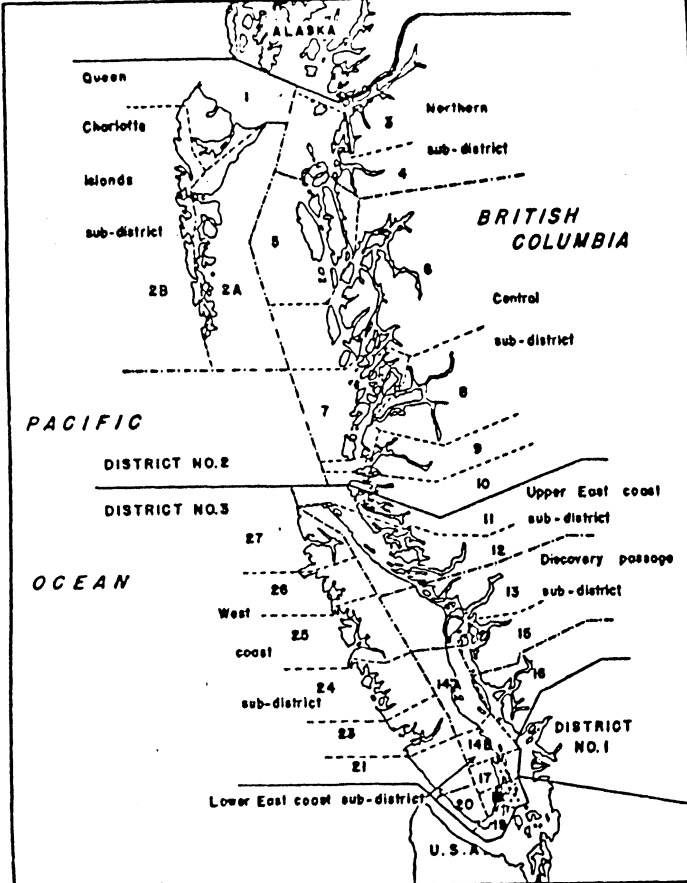 ALASKA
Queen
1
Charlotte
3
Northern
sub-district
Islands
4
sub-district
BRITISH
COLUMBIA
5
2B
2A
6
Central
sub-district
7
8
PACIFIC
9
DISTRICT NO.2
10
Upper East coast
DISTRICT NO.3
11
sub-district
27
12
Discovery passage
OCEAN
26
13
sub-district
West
25
15
coast
24
14A
16
sub-district
23
DISTRICT
NO.1
14B
21
17
Lower East coast sub-district
20
19
U.S.A.